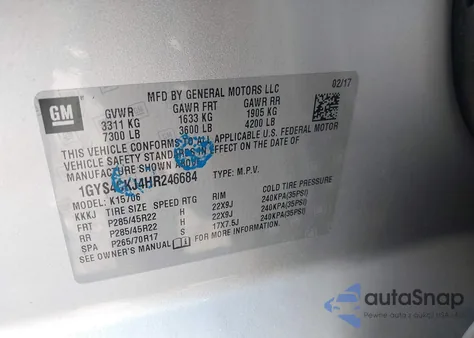 GM
MFD BY GENERAL MOTORS LLC
02/17
GVWR GAWR FRT GAWR RR
3311 KG 1633 KG 1905 KG
7300 LB 3600 LB 4200 LB
THIS VEHICLE CONFORMS TO ALL APPLICABLE U.S. FEDERAL MOTOR
VEHICLE SAFETY STANDARDS IN EFFECT ON THE DATE OF
MANUFACTURE SHOWN ABOVE.
KJ4HR246684 TYPE: M.P.V.
MODEL: K15706
KKKJ TIRE SIZE SPEED RTG RIM COLD TIRE PRESSURE
FRT P285/45R22 H 22X9J 240KPA(35PSI)
RR P285/45R22 H 22X9J 240KPA(35PSI)
SPA P265/70R17 S 17X7.5J 240KPA(35PSI)
SEE OWNER'S MANUAL FOR MORE INFORMATION.
autoSnap
Pewne auto z aukcji